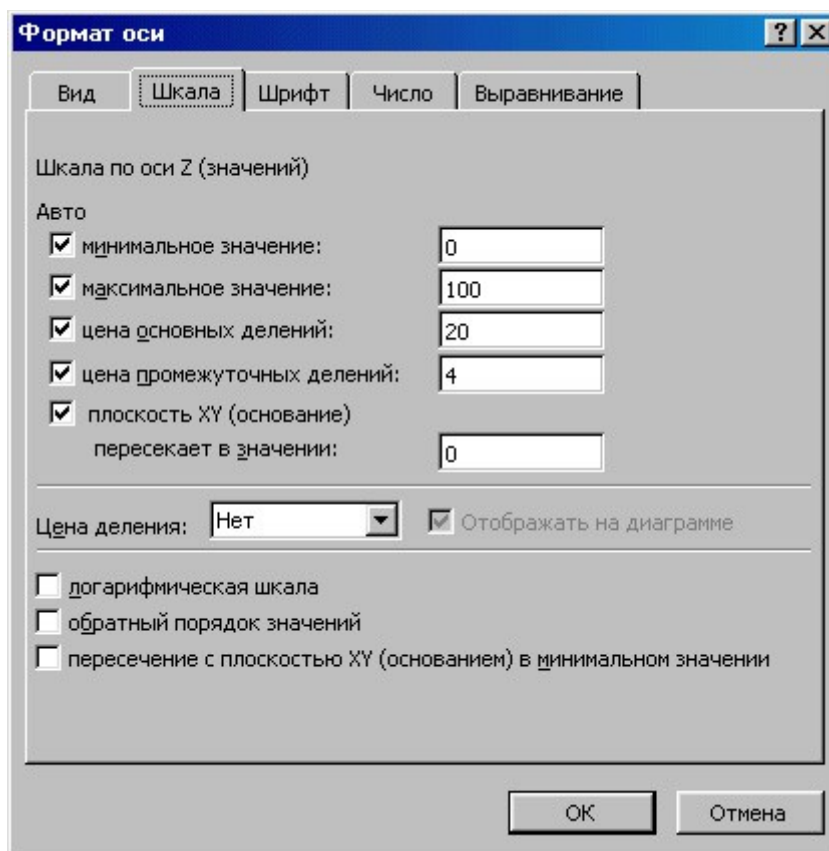 Формат оси
Вид Шкала Шрифт Число Выравнивание
Шкала по оси Z (значений)
Авто
минимальное значение: 0
максимальное значение: 100
цена основных делений: 20
цена промежуточных делений: 4
плоскость XY (основание)
пересекает в значении: 0
Цена деления: Нет Отображать на диаграмме
логарифмическая шкала
обратный порядок значений
пересечение с плоскостью XY (основанием) в минимальном значении
ОК Отмена